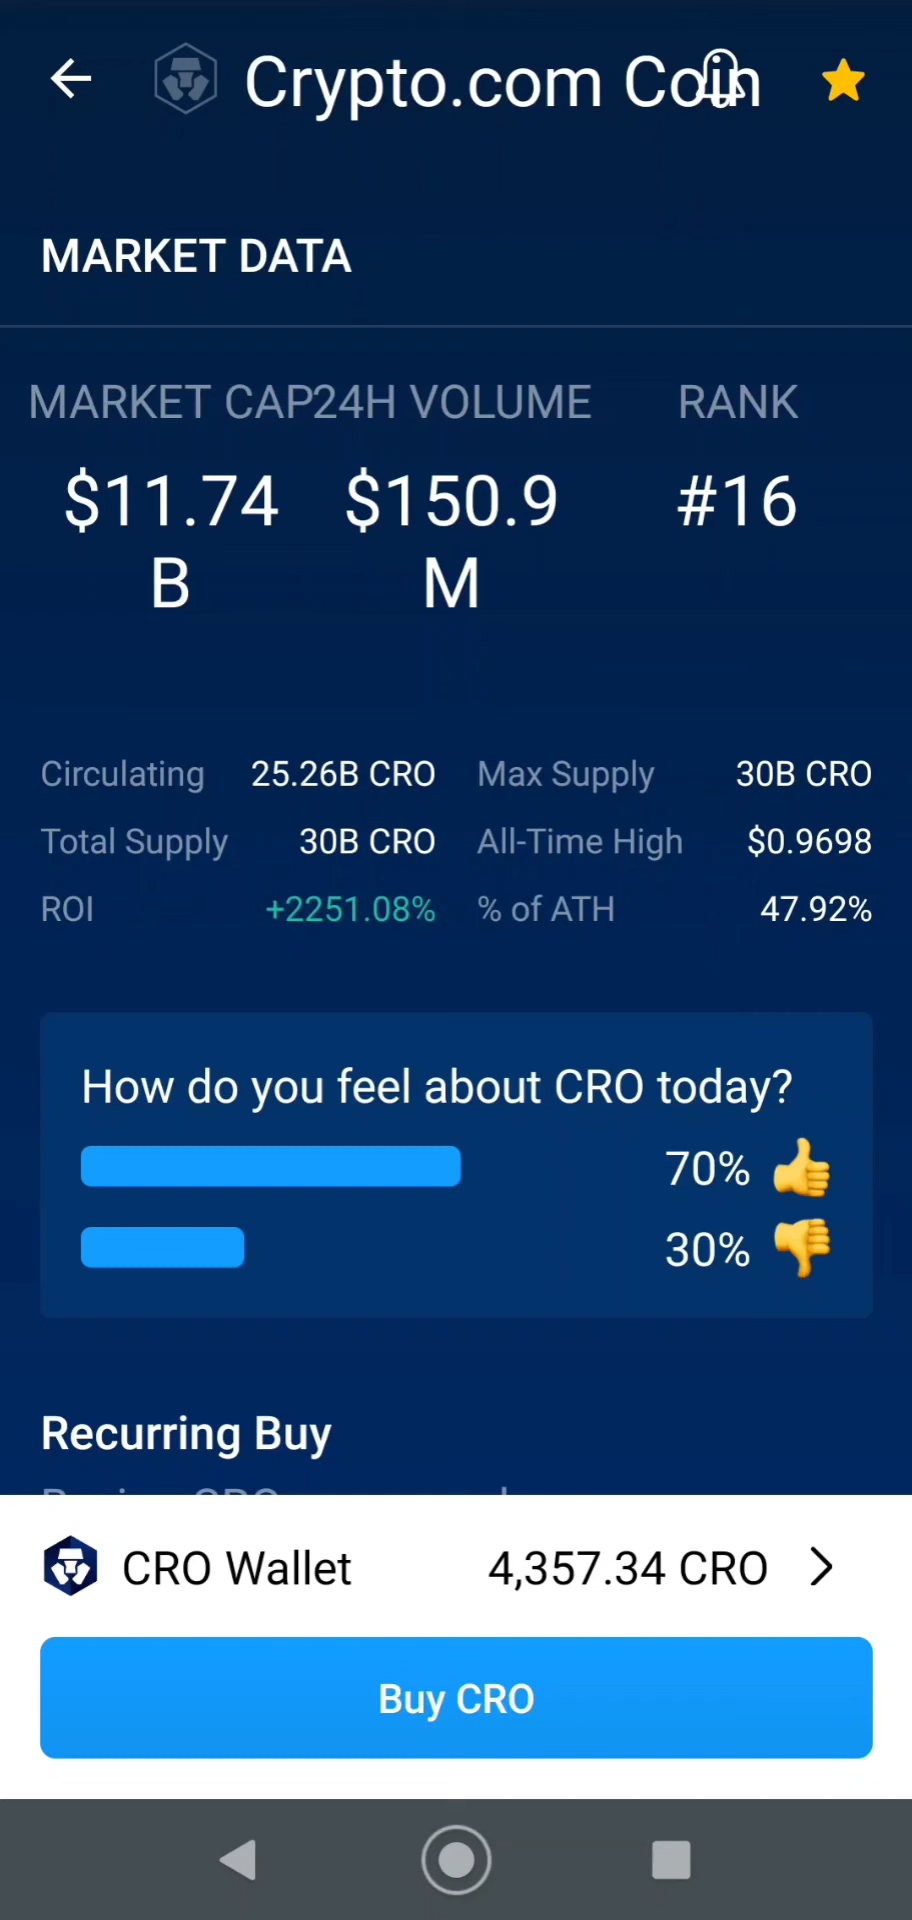 Crypto.com Coin
MARKET DATA
MARKET CAP 24H VOLUME RANK
$11.74 $150.9 #16
B M
Circulating 25.26B CRO Max Supply 30B CRO
Total Supply 30B CRO All-Time High $0.9698
ROI +2251.08% % of ATH 47.92%
How do you feel about CRO today?
70% 👍
30% 👎
Recurring Buy
CRO Wallet 4,357.34 CRO
Buy CRO